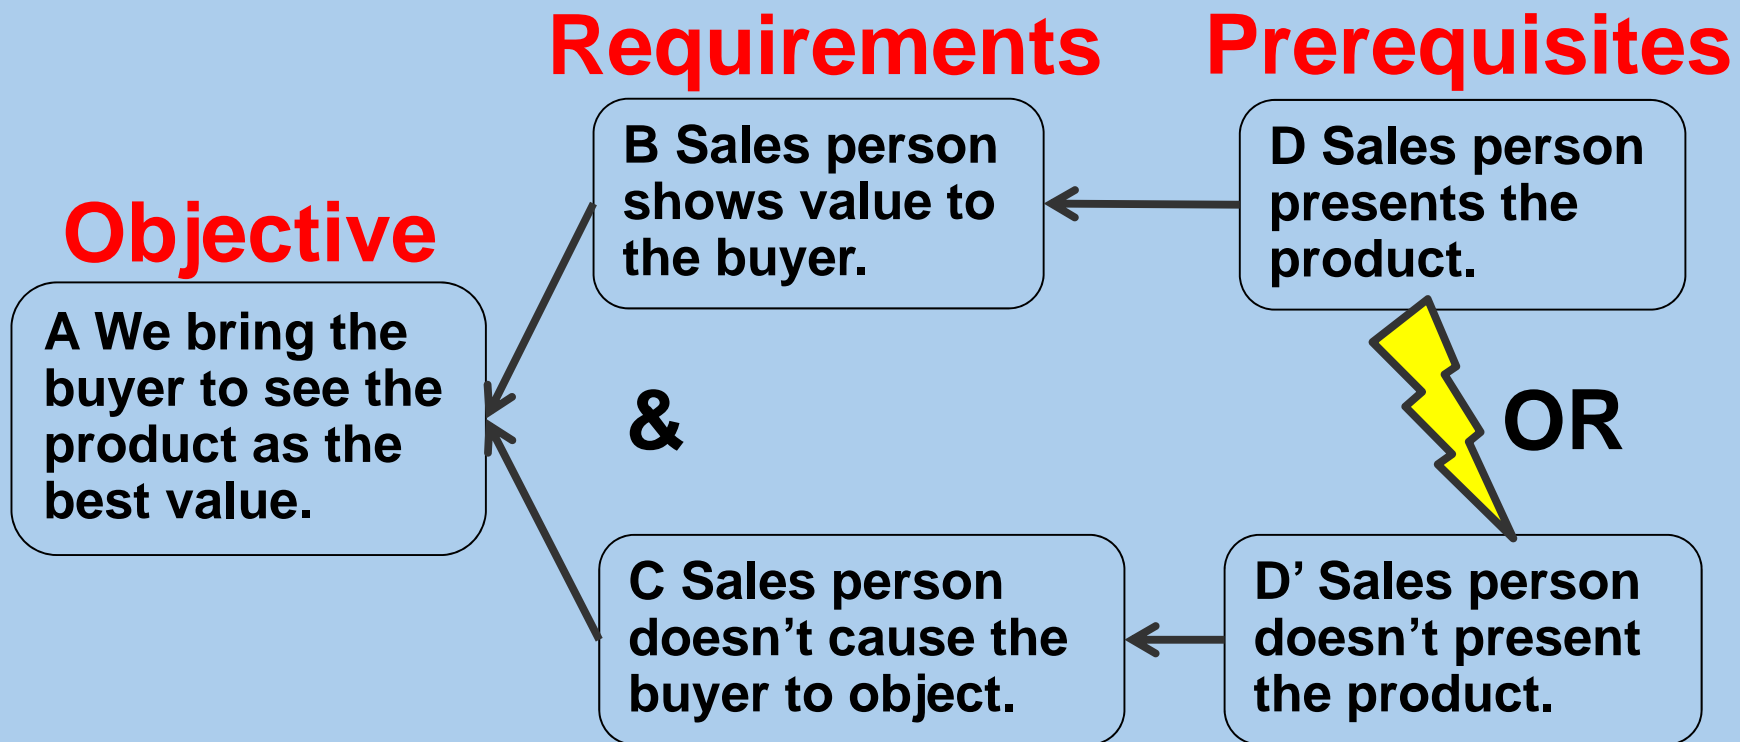 Requirements
Prerequisites
Objective
A We bring the
buyer to see the
product as the
best value.
B Sales person
shows value to
the buyer.
D Sales person
presents the
product.
&
OR
C Sales person
doesn’t cause the
buyer to object.
D’ Sales person
doesn’t present
the product.